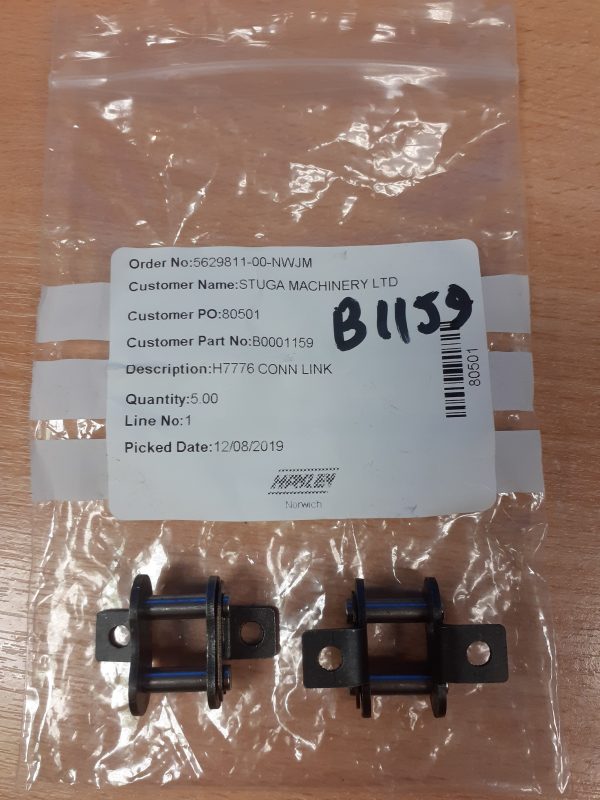 Order No:5629811-00-NWJM
Customer Name:STUGA MACHINERY LTD
Customer PO:80501
B1159
Customer Part No:B0001159
Description:H7776 CONN LINK
80501
Quantity:5.00
Line No:1
Picked Date:12/08/2019
HAYLEY
Norwich